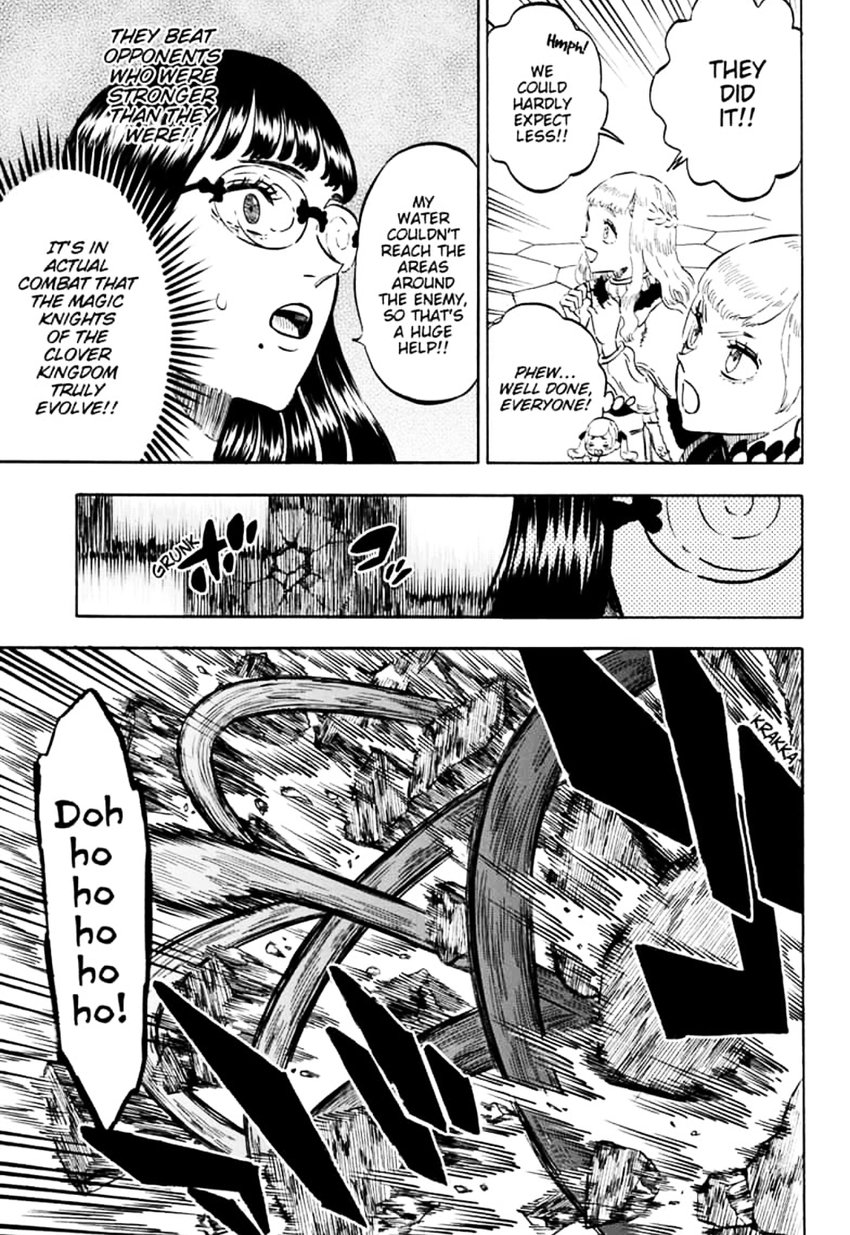 THEY
DID
IT!!
Hmph!
WE
COULD
HARDLY
EXPECT
LESS!!
PHEW...
WELL DONE,
EVERYONE!
MY
WATER
COULDN'T
REACH THE
AREAS
AROUND
THE ENEMY,
SO THAT'S
A HUGE
HELP!!
THEY BEAT
OPPONENTS
WHO WERE
STRONGER
THAN THEY
WERE!!
IT'S IN
ACTUAL
COMBAT THAT
THE MAGIC
KNIGHTS
OF THE
CLOVER
KINGDOM
TRULY
EVOLVE!!
GRUNK
KRAKKA
Doh
ho
ho
ho
ho
ho!